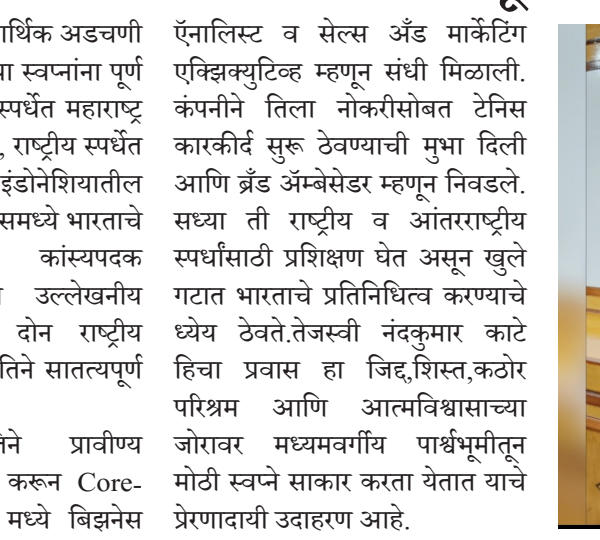 आर्थिक अडचणी
स्वप्नांना पूर्ण
स्पर्धेत महाराष्ट्र
, राष्ट्रीय स्पर्धेत
इंडोनेशियातील
भारताचे
कांस्यपदक
उल्लेखनीय
दोन राष्ट्रीय
सातत्यपूर्ण
प्रावीण्य
करून Core-
मध्ये बिझनेस
ऍनालिस्ट व सेल्स अँड मार्केटिंग
एक्झिक्युटिव्ह म्हणून संधी मिळाली.
कंपनीने तिला नोकरीसोबत टेनिस
कारकीर्द सुरू ठेवण्याची मुभा दिली
आणि ब्रँड ॲम्बेसेडर म्हणून निवडले.
सध्या ती राष्ट्रीय व आंतरराष्ट्रीय
स्पर्धांसाठी प्रशिक्षण घेत असून खुले
गटात भारताचे प्रतिनिधित्व करण्याचे
ध्येय ठेवते.तेजस्वी नंदकुमार काटे
हिचा प्रवास हा जिद्द,शिस्त,कठोर
परिश्रम आणि आत्मविश्वासाच्या
जोरावर मध्यमवर्गीय पार्श्वभूमीतून
मोठी स्वप्ने साकार करता येतात याचे
प्रेरणादायी उदाहरण आहे.